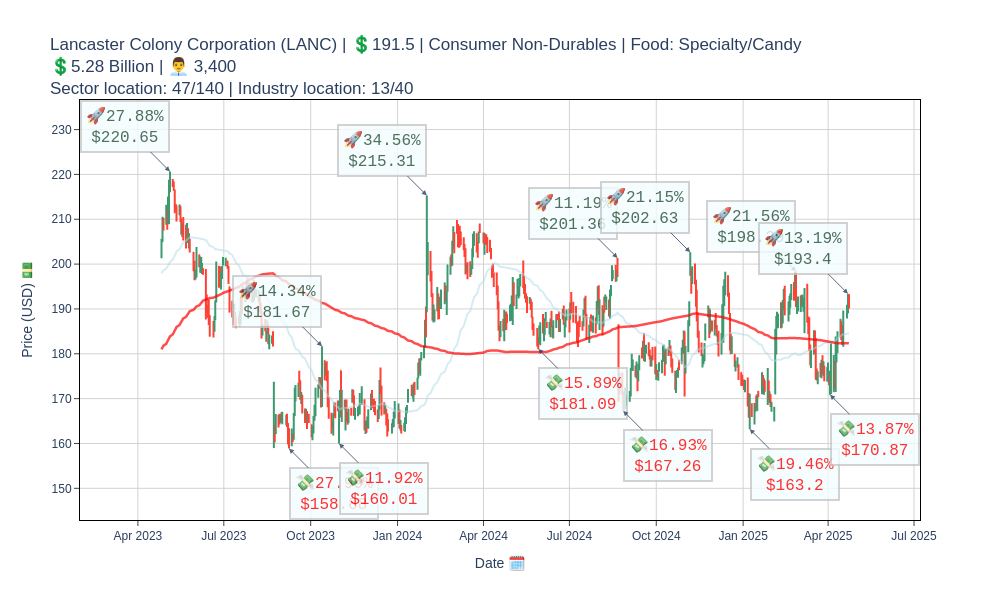 Lancaster Colony Corporation (LANC) | 💲191.5 | Consumer Non-Durables | Food: Specialty/Candy
💲5.28 Billion | 👨‍💼 3,400
Sector location: 47/140 | Industry location: 13/40
🚀27.88%
$220.65
🚀14.34%
$181.67
🚀34.56%
$215.31
🚀11.19
$201.36
🚀21.15%
$202.63
🚀21.56%
$198.
🚀13.19%
$193.4
💸27.
$158.
💸11.92%
$160.01
💸15.89%
$181.09
💸16.93%
$167.26
💸19.46%
$163.2
💸13.87%
$170.87
Price (USD) 💵
230
220
210
200
190
180
170
160
150
Apr 2023
Jul 2023
Oct 2023
Jan 2024
Apr 2024
Jul 2024
Oct 2024
Jan 2025
Apr 2025
Jul 2025
Date 🗓️